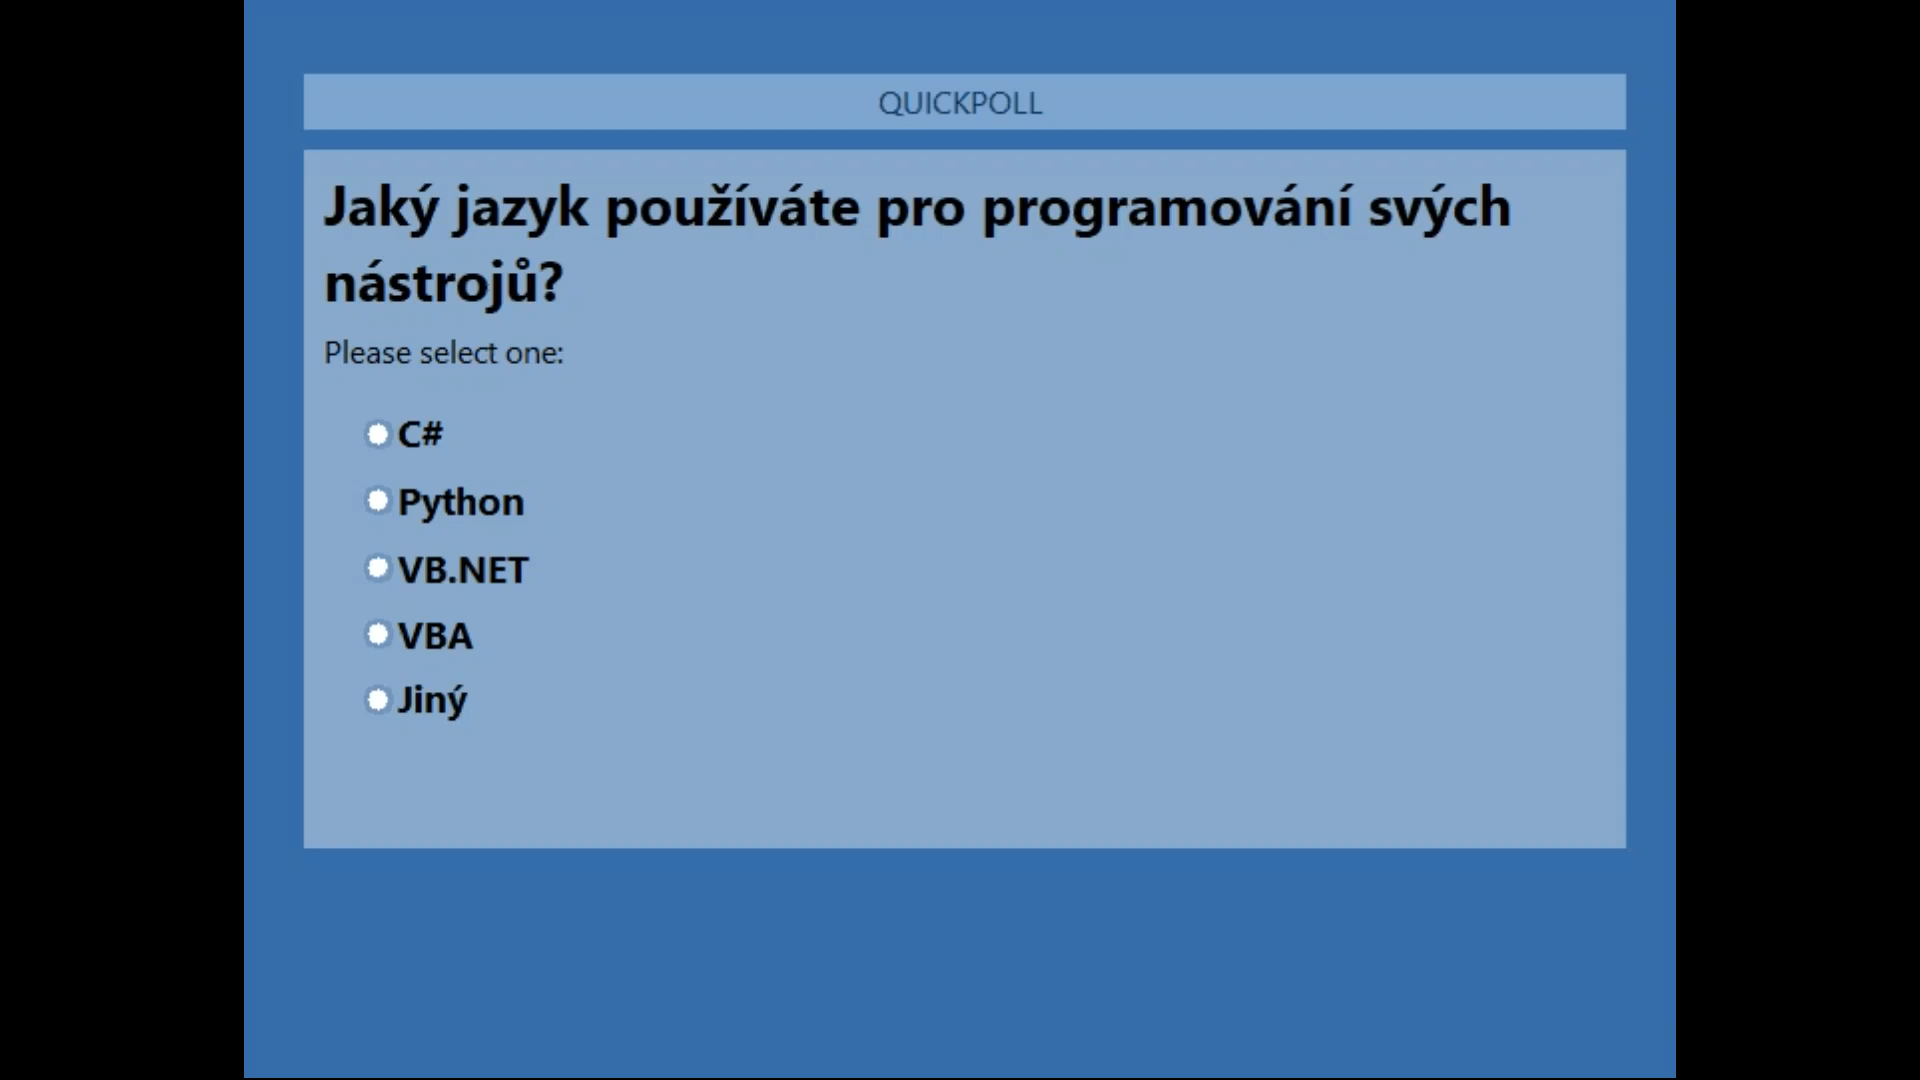 QUICKPOLL
Jaký jazyk používáte pro programování svých
nástrojů?
Please select one:
C#
Python
VB.NET
VBA
Jiný